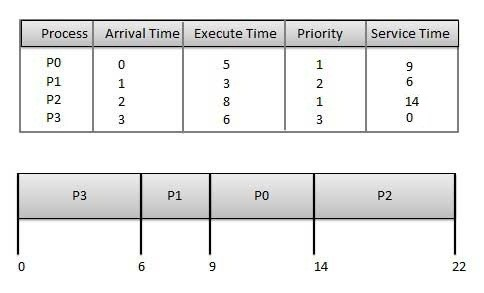 Process Arrival Time Execute Time Priority Service Time
P0 0 5 1 9
P1 1 3 2 6
P2 2 8 1 14
P3 3 6 3 0
P3 P1 P0 P2
0 6 9 14 22